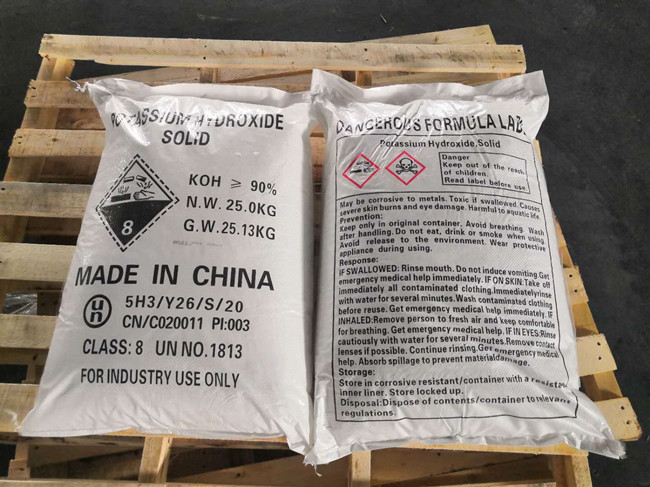 POTASSIUM HYDROXIDE
SOLID
8
KOH ≥ 90%
N.W. 25.0KG
G.W. 25.13KG
MADE IN CHINA
5H3/Y26/S/20
CN/C020011 PI:003
CLASS: 8 UN NO.1813
FOR INDUSTRY USE ONLY
DANGEROUS FORMULA
Potassium Hydroxide,Solid
Danger
Keep out of the reach
of children.
Read label before use.
May be corrosive to metals. Toxic if swallowed. Causes
severe skin burns and eye damage. Harmful to aquatic life.
Prevention:
Keep only in original container. Avoid breathing. Wash
after handling. Do not eat, drink or smoke when using.
Avoid release to the environment. Wear protective
appliance during using.
Response:
IF SWALLOWED: Rinse mouth. Do not induce vomiting. Get
emergency medical help immediately. IF ON SKIN:Take off
immediately all contaminated clothing.Immediatelyrinse
with water for several minutes. Wash contaminated clothing
before reuse. Get emergency medical help immediately. IF
INHALED:Remove person to fresh air and keep comfortable
for breathing. Get emergency medical help. IF IN EYES:Rinse
cautiously with water for several minutes.Remove contact
lenses if possible. Continue rinsing.Get emergency medical
help. Absorb spillage to prevent material damage.
Storage:
Store in corrosive resistant/container with a resistant
inner liner. Store locked up.
Disposal:Dispose of contents/container to relevant
regulations.